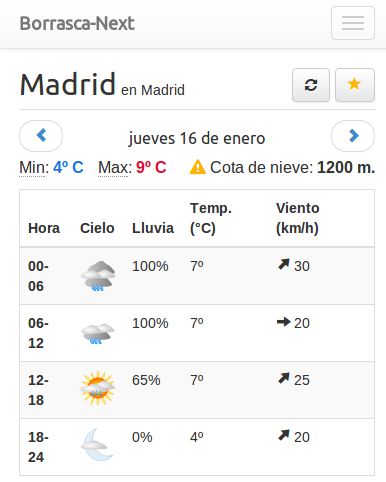 Borrasca-Next
Madrid en Madrid
jueves 16 de enero
Min: 4º C Max: 9º C Cota de nieve: 1200 m.
Hora Cielo Lluvia Temp. (°C) Viento (km/h)
00-06 100% 7º 30
06-12 100% 7º 20
12-18 65% 7º 25
18-24 0% 4º 20